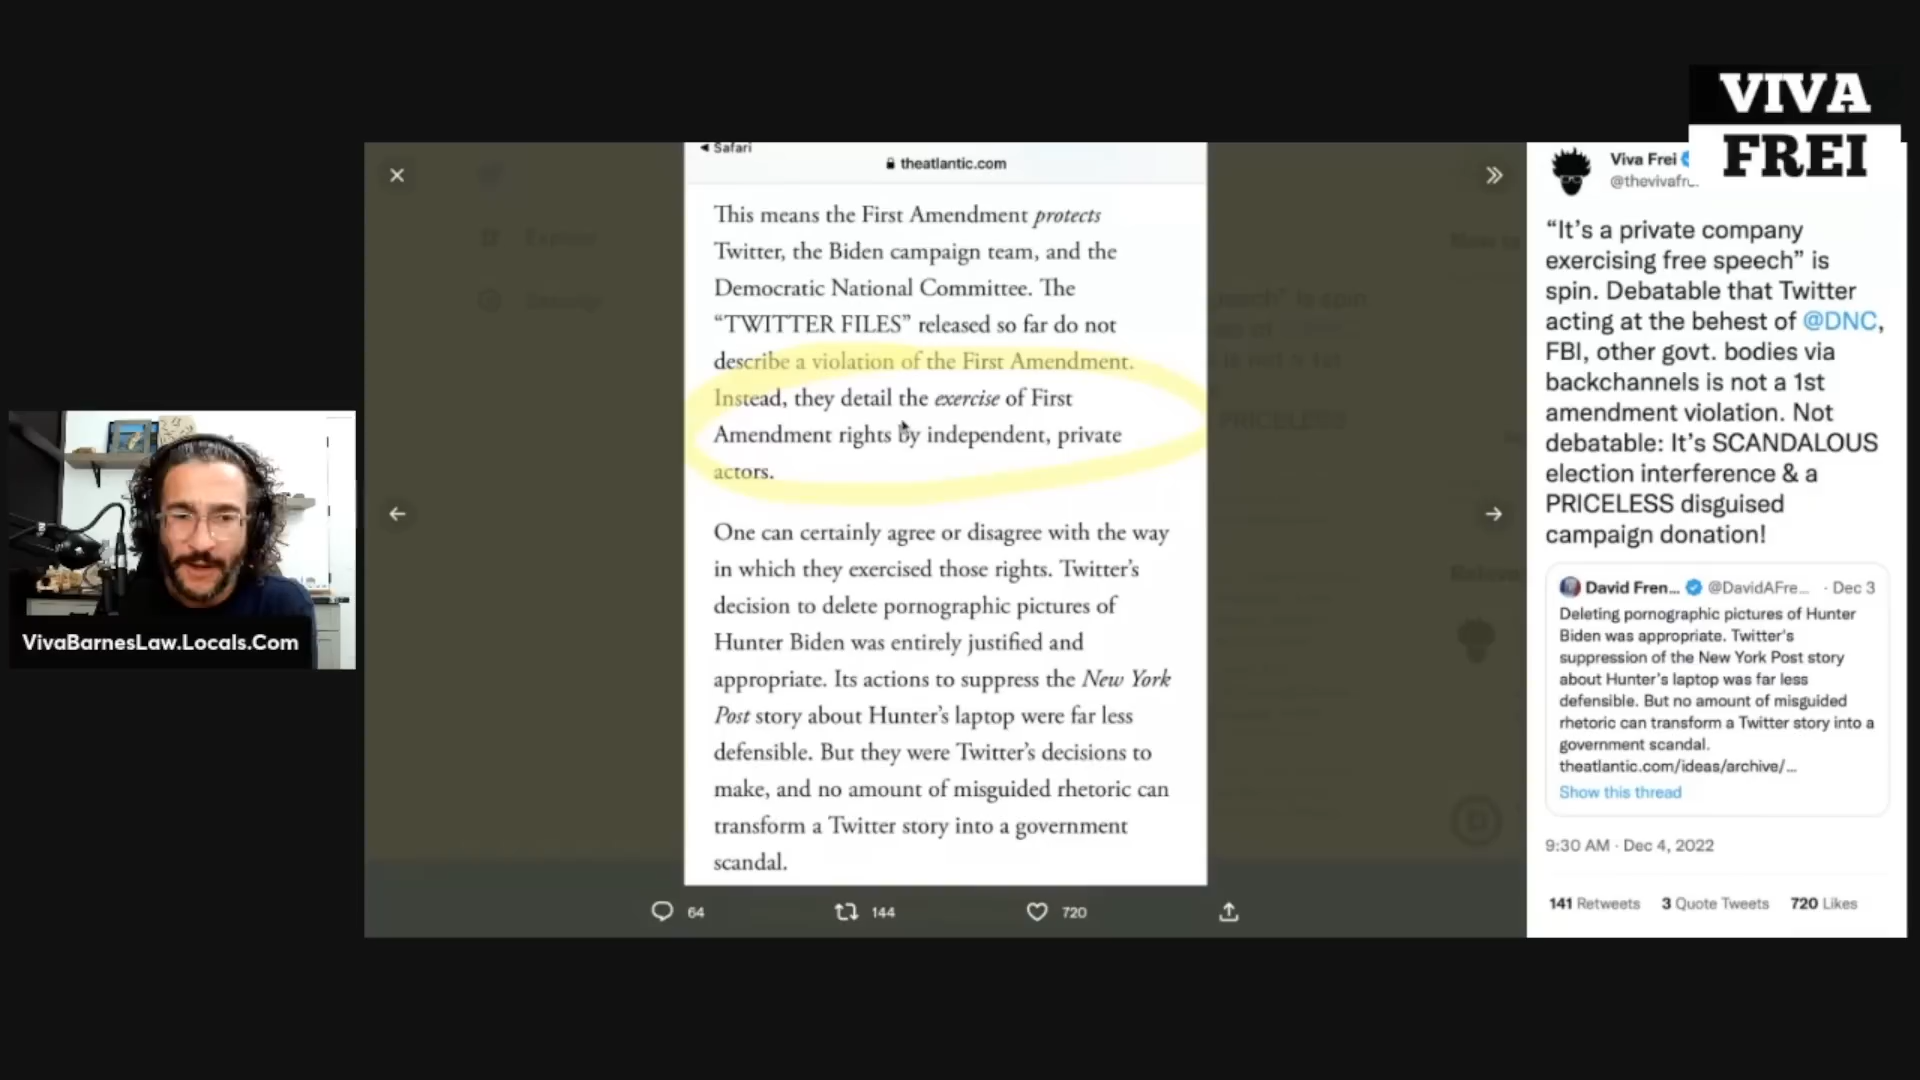 VIVA
FREI
Safari
theatlantic.com
This means the First Amendment protects
Twitter, the Biden campaign team, and the
Democratic National Committee. The
“TWITTER FILES” released so far do not
describe a violation of the First Amendment.
Instead, they detail the exercise of First
Amendment rights by independent, private
actors.
One can certainly agree or disagree with the way
in which they exercised those rights. Twitter’s
decision to delete pornographic pictures of
Hunter Biden was entirely justified and
appropriate. Its actions to suppress the New York
Post story about Hunter’s laptop were far less
defensible. But they were Twitter’s decisions to
make, and no amount of misguided rhetoric can
transform a Twitter story into a government
scandal.
64
144
720
Viva Frei
“It’s a private company
exercising free speech” is
spin. Debatable that Twitter
acting at the behest of @DNC,
FBI, other govt. bodies via
backchannels is not a 1st
amendment violation. Not
debatable: It’s SCANDALOUS
election interference & a
PRICELESS disguised
campaign donation!
David Fren... @DavidAFre... · Dec 3
Deleting pornographic pictures of Hunter
Biden was appropriate. Twitter's
suppression of the New York Post story
about Hunter's laptop was far less
defensible. But no amount of misguided
rhetoric can transform a Twitter story into a
government scandal.
theatlantic.com/ideas/archive/...
Show this thread
9:30 AM · Dec 4, 2022
141 Retweets 3 Quote Tweets 720 Likes
VivaBarnesLaw.Locals.Com